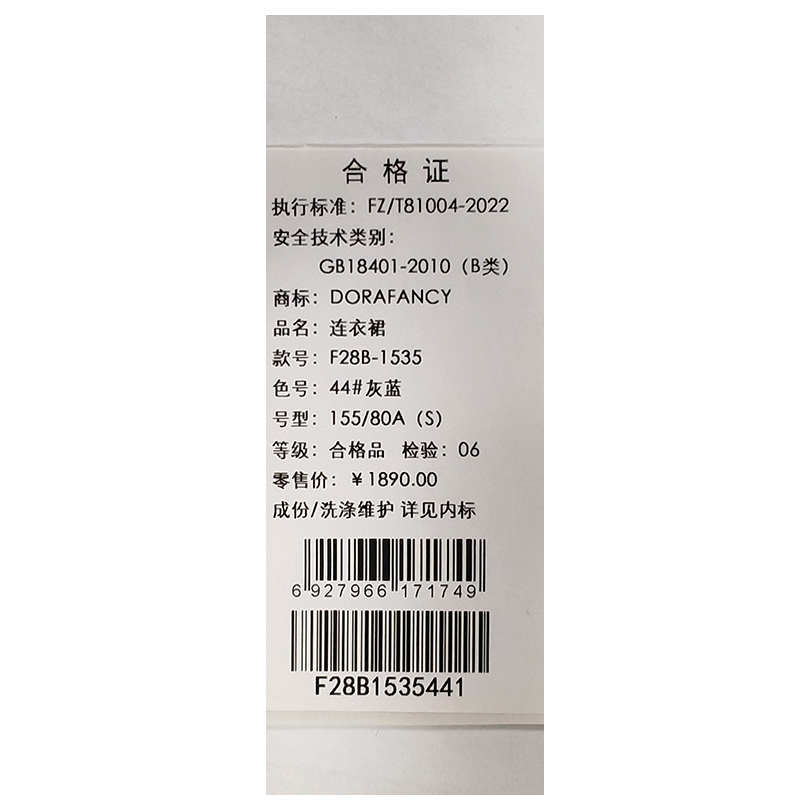 合格证
执行标准：FZ/T81004-2022
安全技术类别：
GB18401-2010（B类）
商标：DORAFANCY
品名：连衣裙
款号：F28B-1535
色号：44#灰蓝
号型：155/80A（S）
等级：合格品 检验：06
零售价：￥1890.00
成份/洗涤维护 详见内标
6 927966 171749
F28B1535441